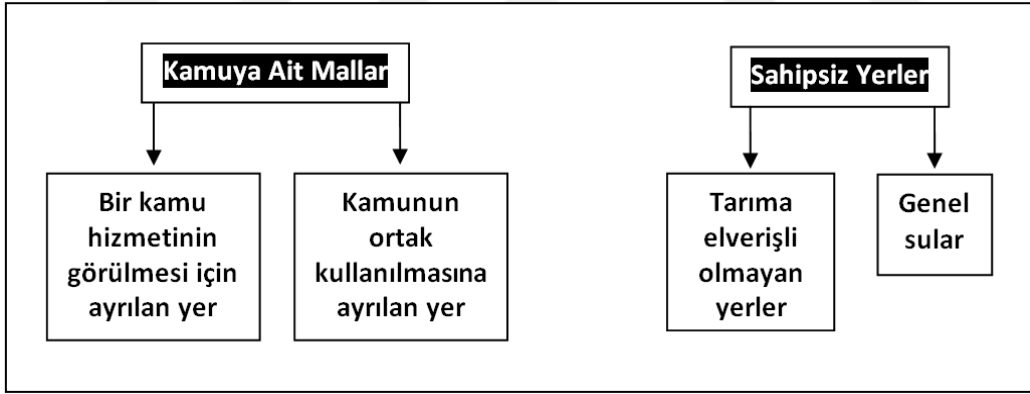 Kamuya Ait Mallar
Sahipsiz Yerler
Bir kamu
hizmetinin
görülmesi için
ayrılan yer
Kamunun
ortak
kullanılmasına
ayrılan yer
Tarıma
elverişli
olmayan
yerler
Genel
sular